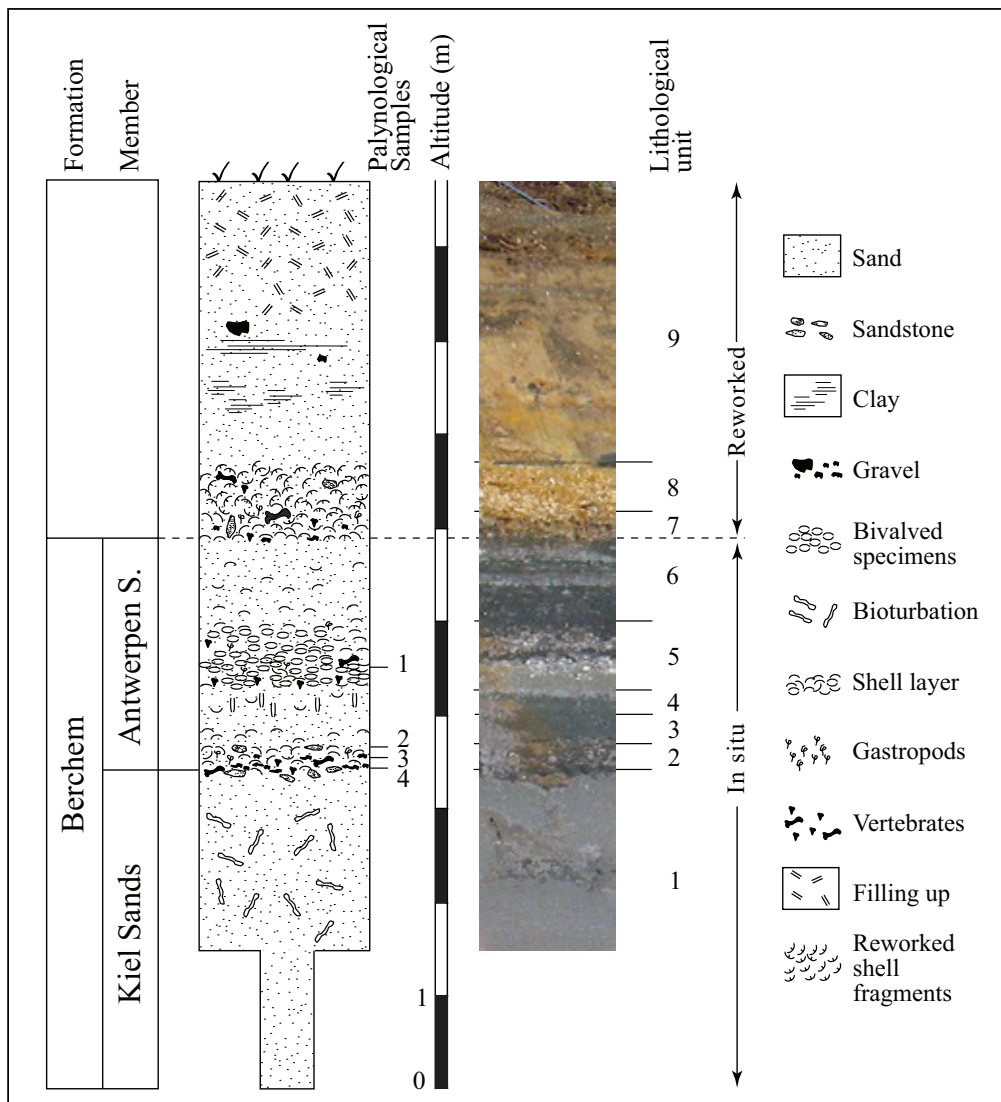 Formation
Member
Palynological
Samples
Altitude (m)
Lithological
unit
Berchem
Antwerpen S.
Kiel Sands
1
2
3
4
1
0
9
8
7
6
5
4
3
2
1
Reworked
In situ
Sand
Sandstone
Clay
Gravel
Bivalved
specimens
Bioturbation
Shell layer
Gastropods
Vertebrates
Filling up
Reworked
shell
fragments